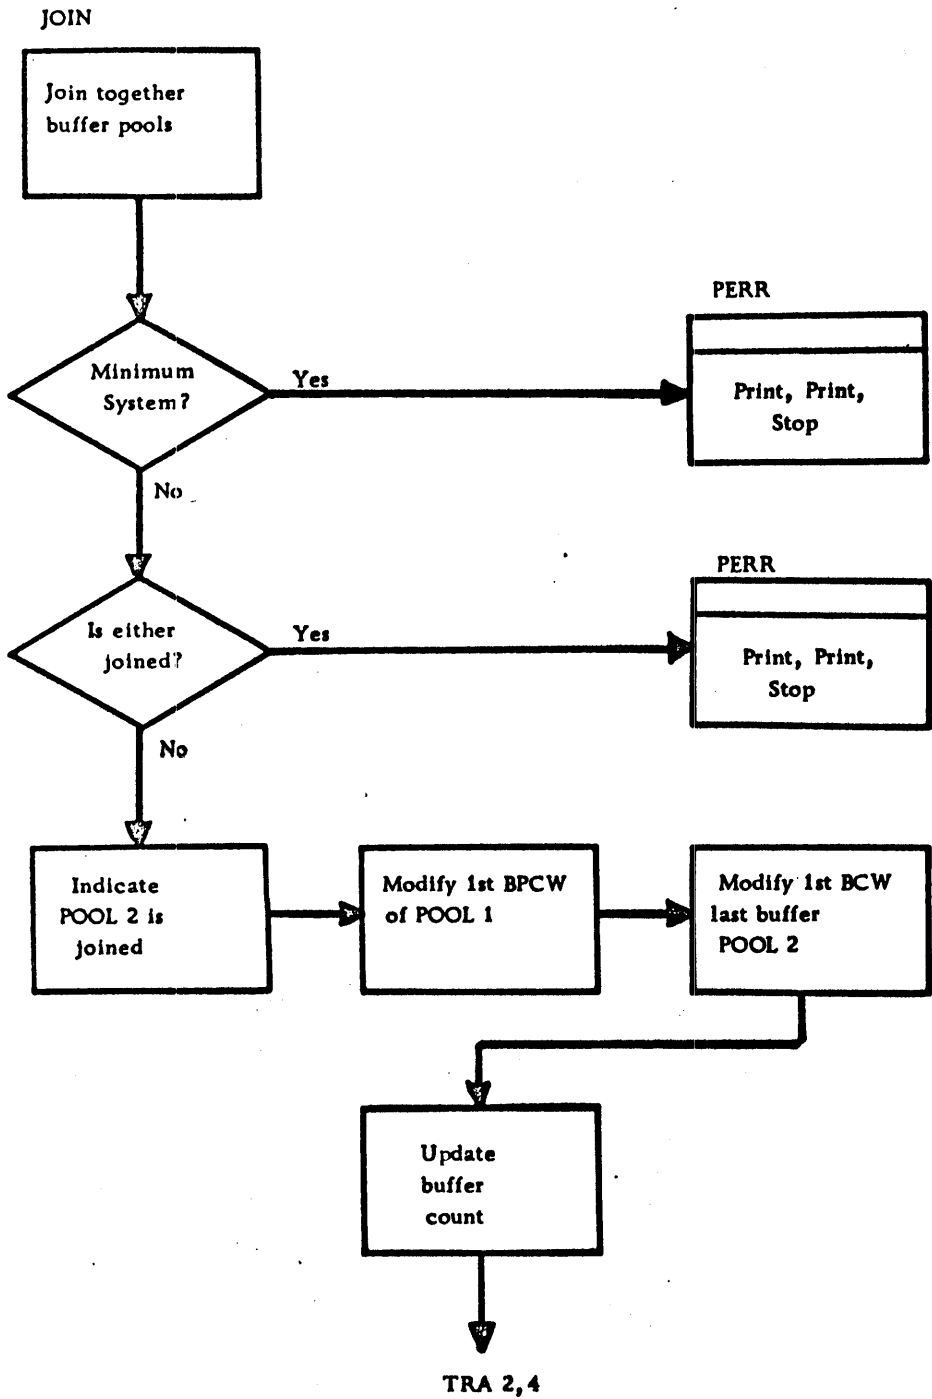 JOIN
Join together
buffer pools
Minimum
System?
Yes
PERR
Print, Print,
Stop
No
Is either
joined?
Yes
PERR
Print, Print,
Stop
No
Indicate
POOL 2 is
joined
Modify 1st BPCW
of POOL 1
Modify 1st BCW
last buffer
POOL 2
Update
buffer
count
TRA 2,4